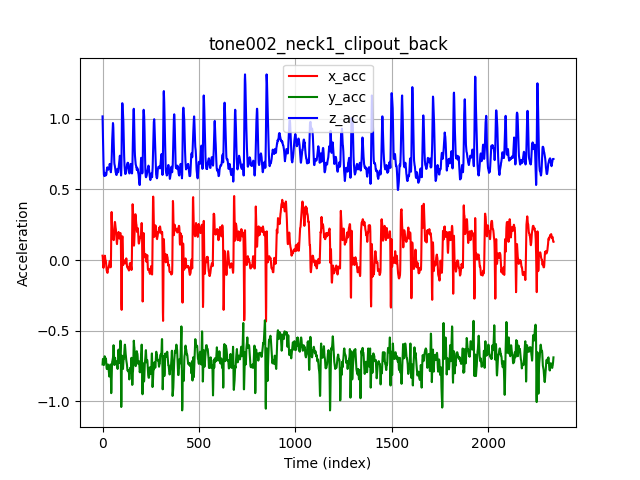 tone002_neck1_clipout_back
x_acc
y_acc
z_acc
Acceleration
1.0
0.5
0.0
−0.5
−1.0
0 500 1000 1500 2000
Time (index)